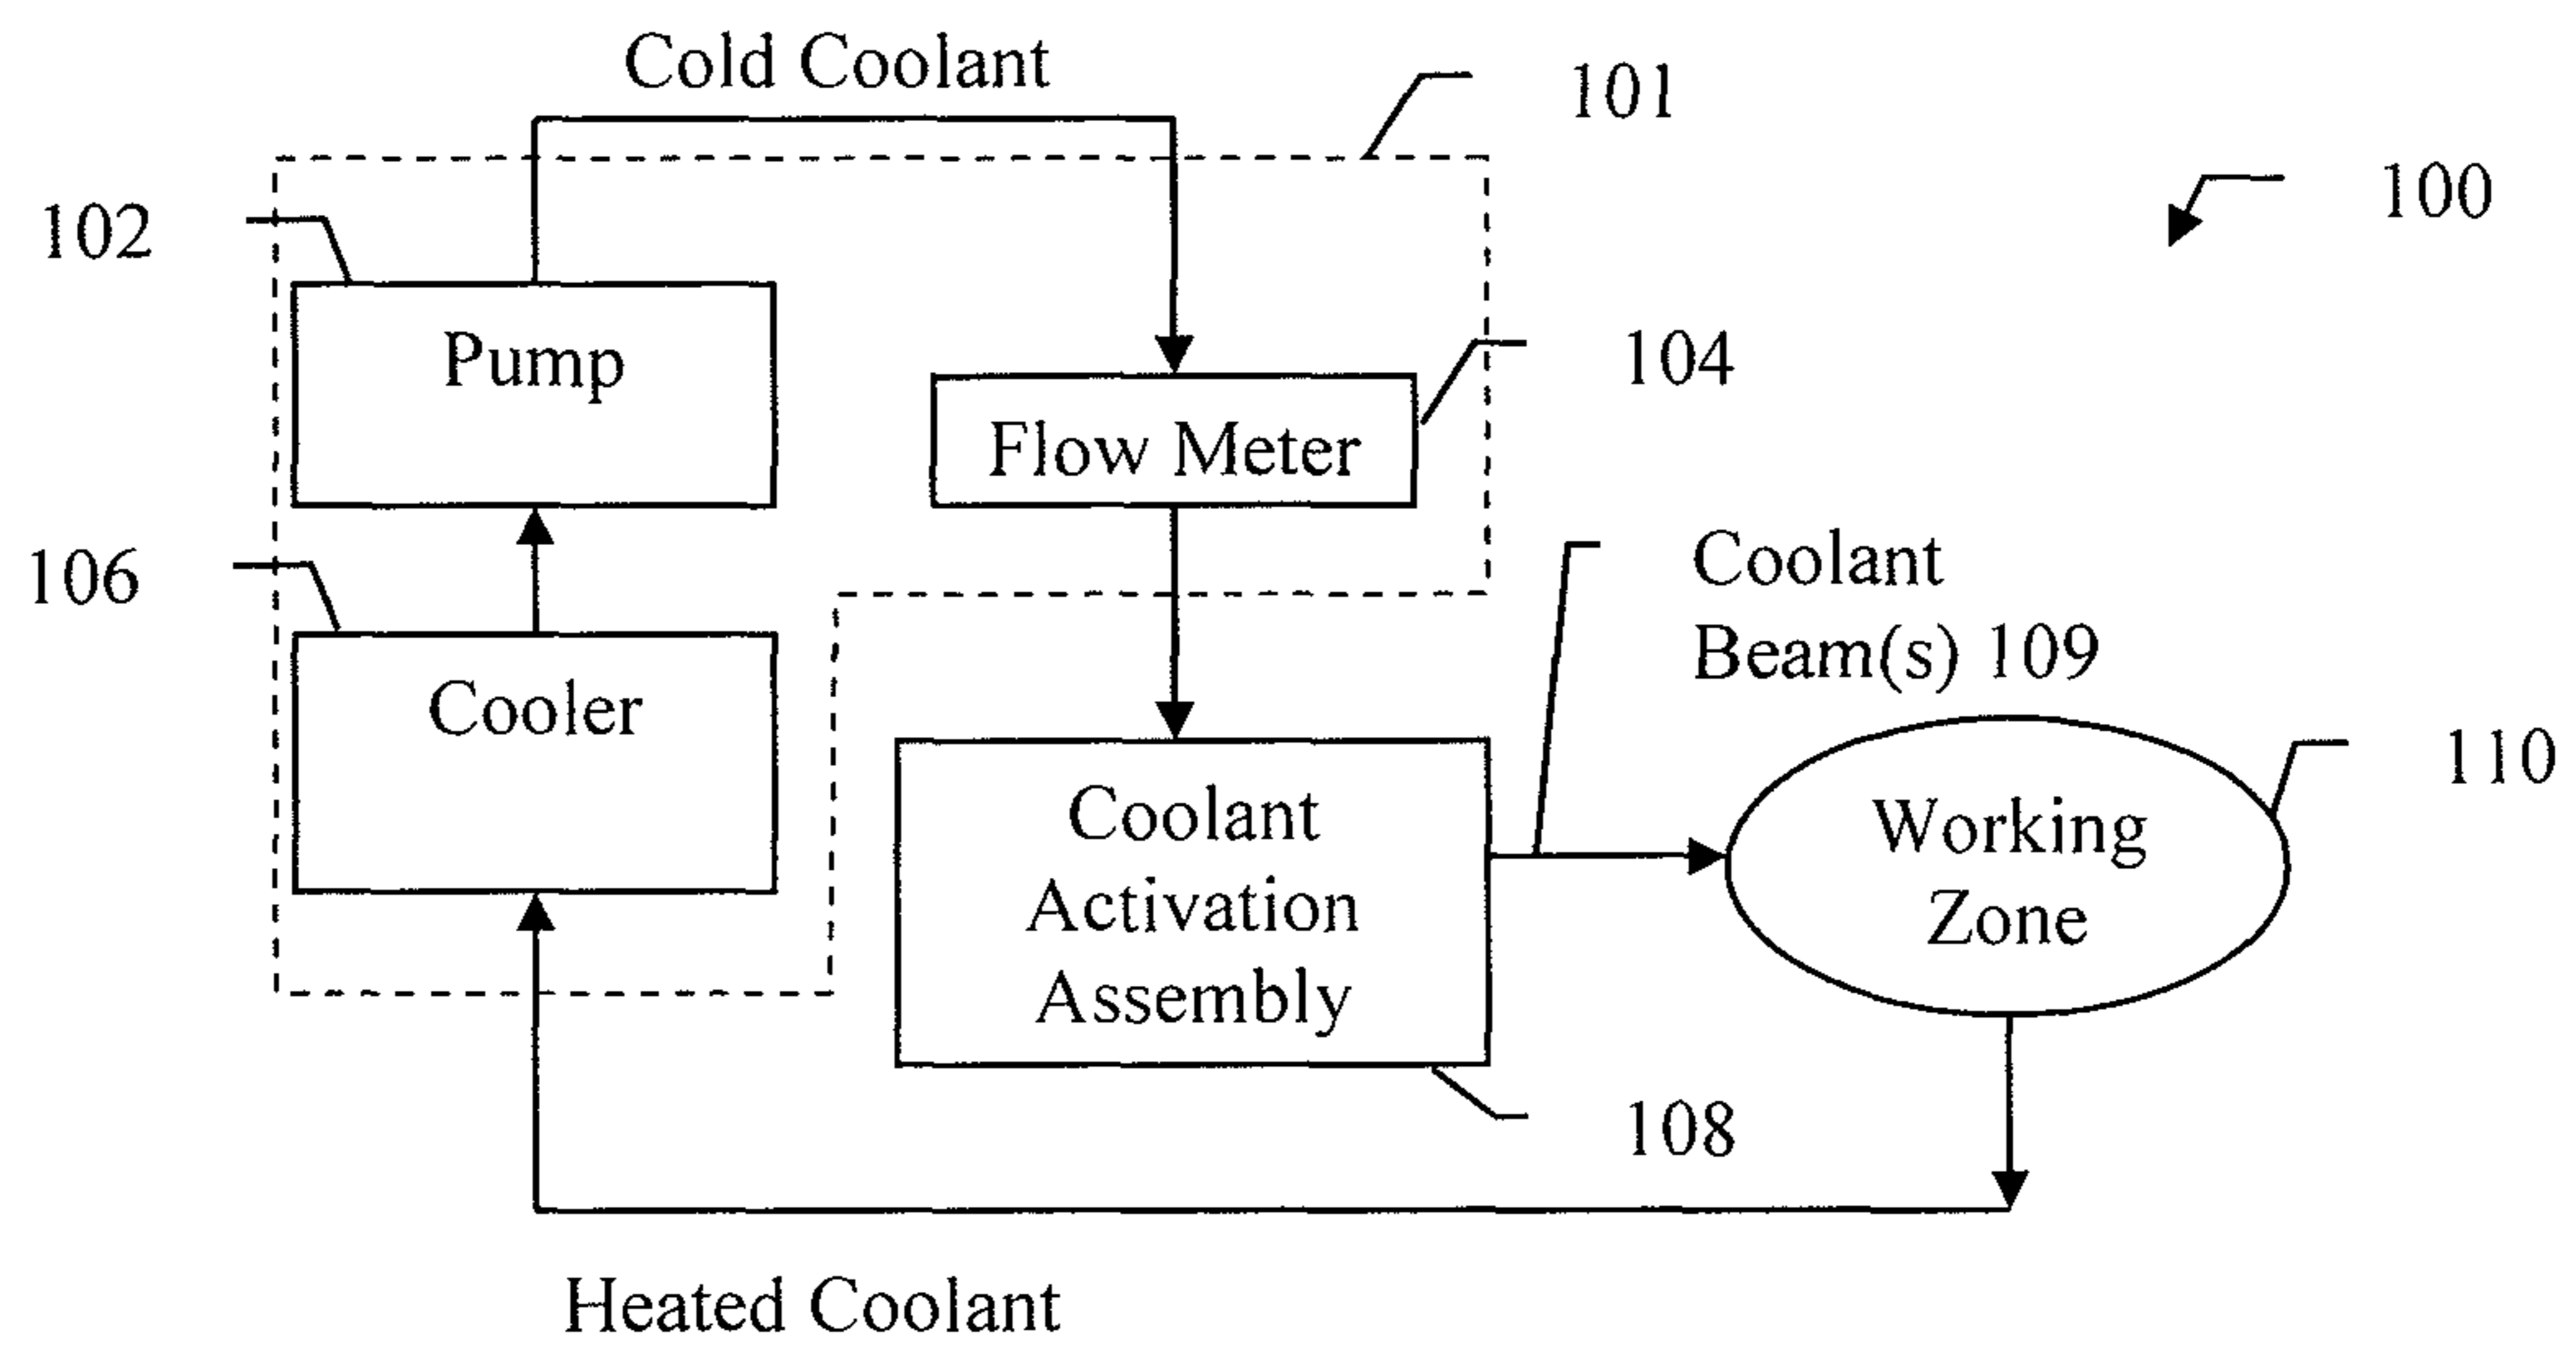 Cold Coolant
101
100
102
Pump
104
Flow Meter
106
Cooler
Coolant
Beam(s) 109
110
Coolant
Activation
Assembly
Working
Zone
108
Heated Coolant